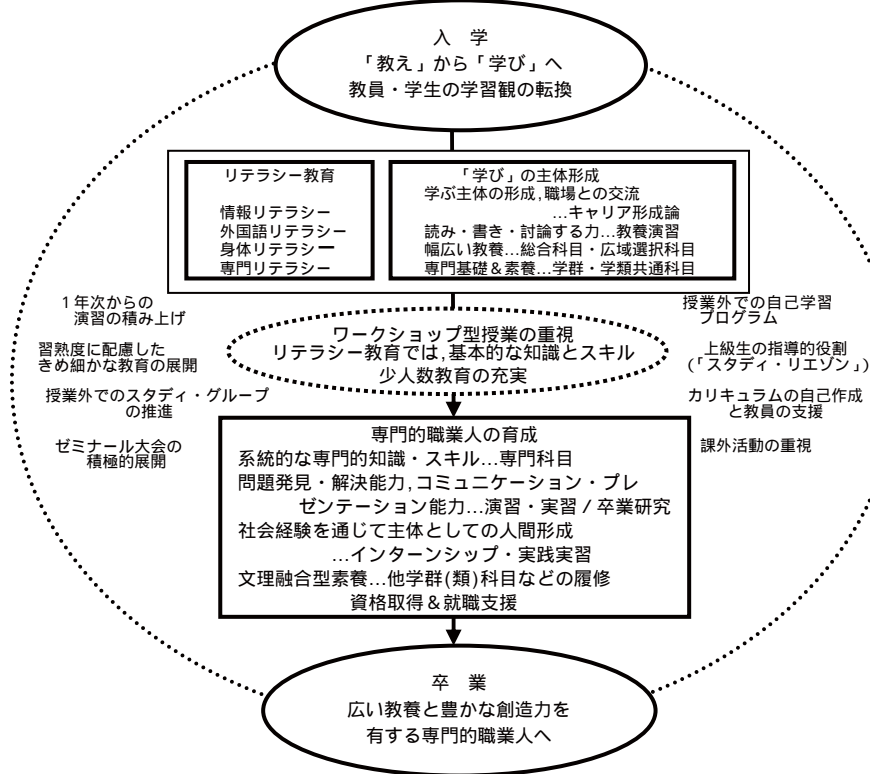 入　学
「教え」から「学び」へ
教員・学生の学習観の転換
リテラシー教育
情報リテラシー
外国語リテラシー
身体リテラシー
専門リテラシー
「学び」の主体形成
学ぶ主体の形成,職場との交流
…キャリア形成論
読み・書き・討論する力…教養演習
幅広い教養…総合科目・広域選択科目
専門基礎＆素養…学群・学類共通科目
１年次からの
演習の積み上げ
習熟度に配慮した
きめ細かな教育の展開
授業外でのスタディ・グループ
の推進
ゼミナール大会の
積極的展開
ワークショップ型授業の重視
リテラシー教育では,基本的な知識とスキル
少人数教育の充実
授業外での自己学習
プログラム
上級生の指導的役割
(「スタディ・リエゾン」)
カリキュラムの自己作成
と教員の支援
課外活動の重視
専門的職業人の育成
系統的な専門的知識・スキル…専門科目
問題発見・解決能力,コミュニケーション・プレ
ゼンテーション能力…演習・実習 / 卒業研究
社会経験を通じて主体としての人間形成
…インターンシップ・実践実習
文理融合型素養…他学群(類)科目などの履修
資格取得＆就職支援
卒　業
広い教養と豊かな創造力を
有する専門的職業人へ